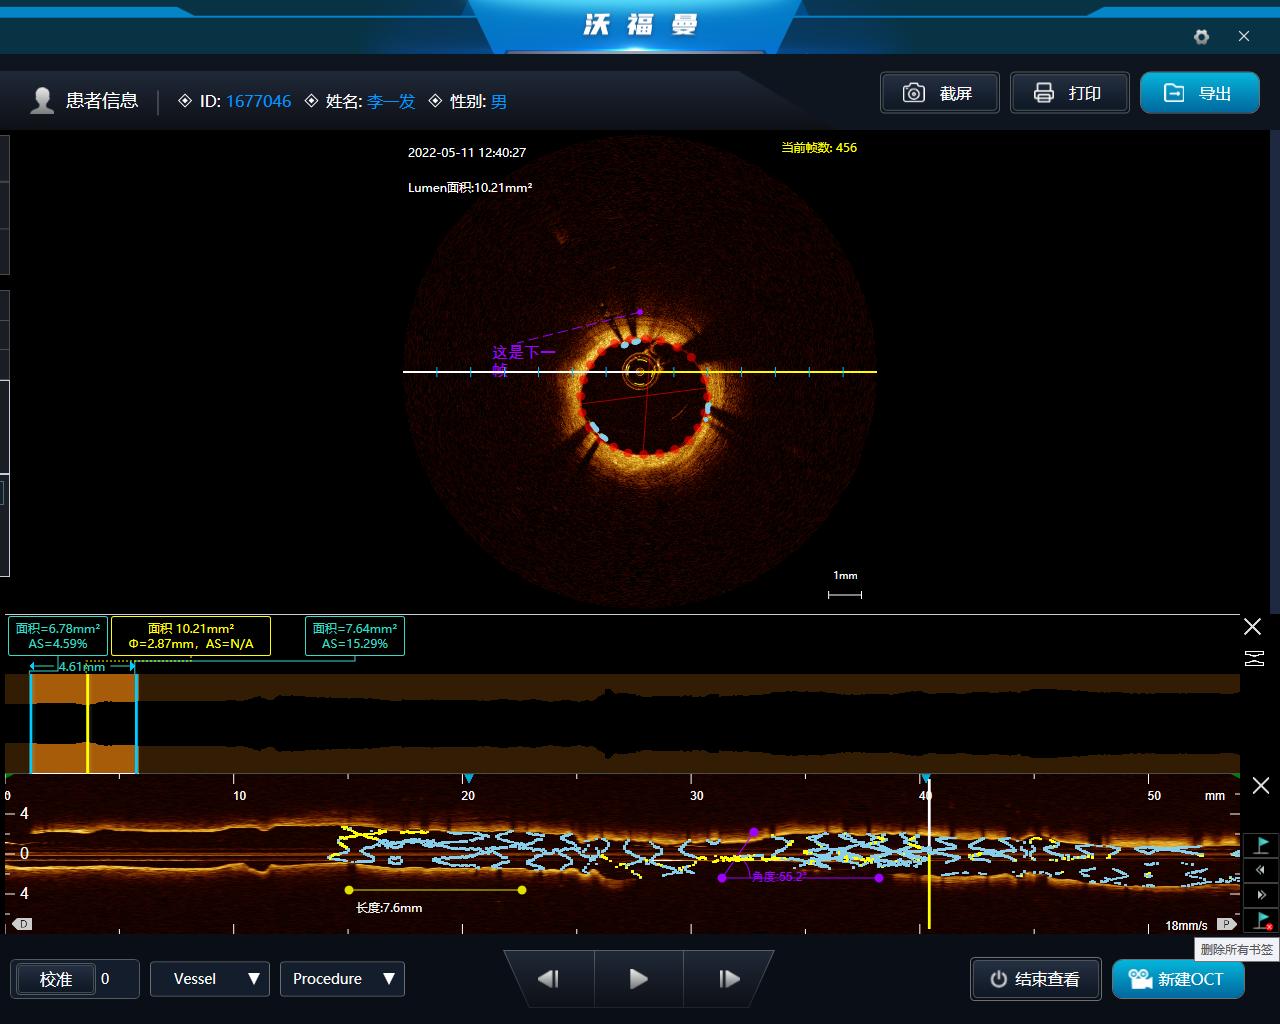 沃福曼
患者信息
ID: 1677046 姓名: 李一发 性别: 男
截屏
打印
导出
2022-05-11 12:40:27
当前帧数: 456
Lumen面积:10.21mm²
这是下一
帧
1mm
面积=6.78mm²
AS=4.59%
面积 10.21mm²
Φ=2.87mm，AS=N/A
面积=7.64mm²
AS=15.29%
4.61mm
0 10 20 30 40 50 mm
4
0
4
角度:55.2°
长度:7.6mm
D
18mm/s
P
删除所有书签
校准 0
Vessel
Procedure
结束查看
新建OCT